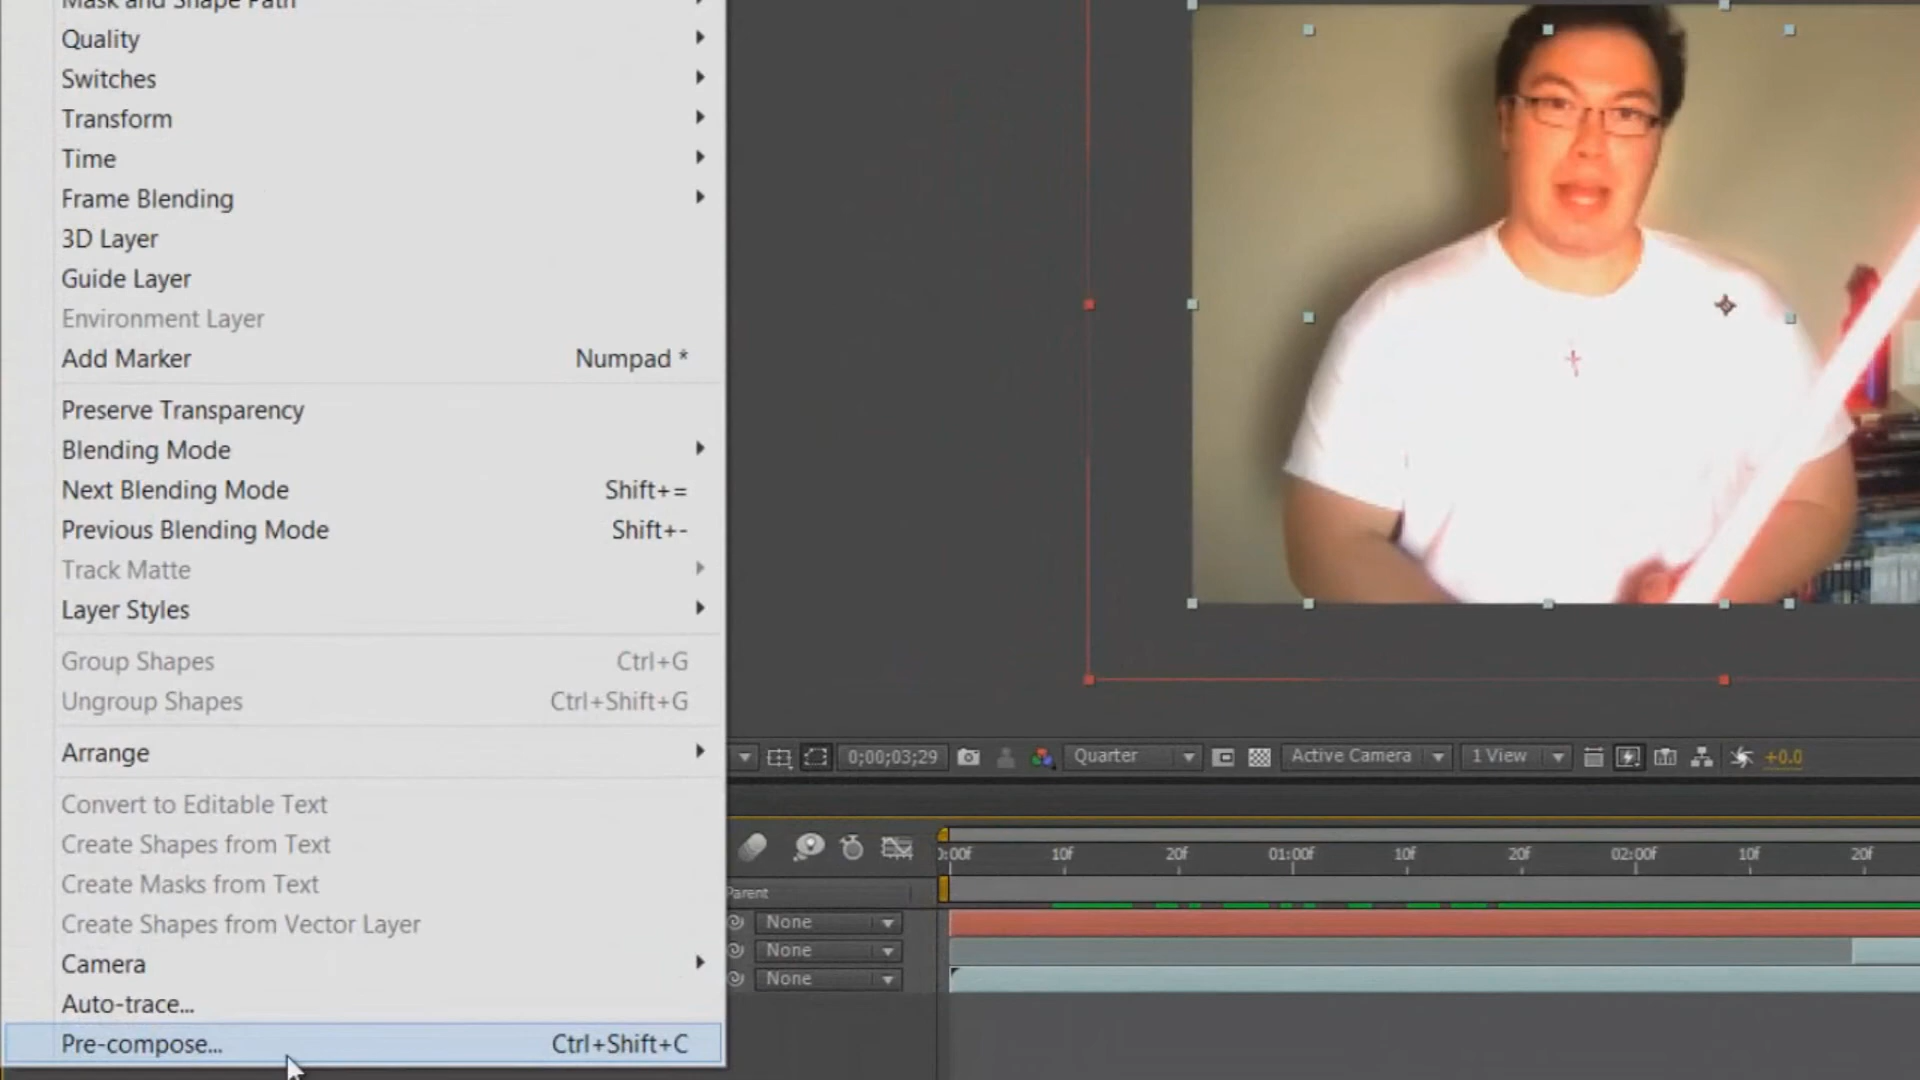 Mask and Shape Path
Quality
Switches
Transform
Time
Frame Blending
3D Layer
Guide Layer
Environment Layer
Add Marker Numpad *
Preserve Transparency
Blending Mode
Next Blending Mode Shift+=
Previous Blending Mode Shift+-
Track Matte
Layer Styles
Group Shapes Ctrl+G
Ungroup Shapes Ctrl+Shift+G
Arrange
Convert to Editable Text
Create Shapes from Text
Create Masks from Text
Create Shapes from Vector Layer
Camera
Auto-trace...
Pre-compose... Ctrl+Shift+C
0;00;03;29 Quarter Active Camera 1 View +0.0
0:00f 10f 20f 01:00f 10f 20f 02:00f 10f 20f
Parent
None
None
None